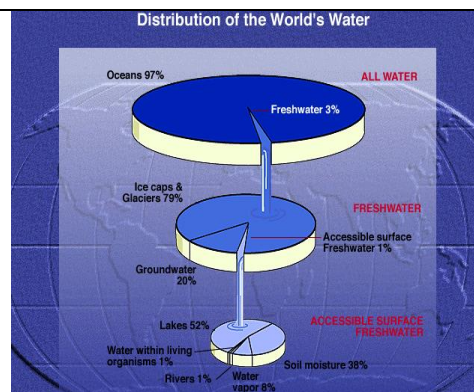 Distribution of the World's Water
Oceans 97%
ALL WATER
Freshwater 3%
Ice caps &
Glaciers 79%
FRESHWATER
Accessible surface
Freshwater 1%
Groundwater
20%
Lakes 52%
ACCESSIBLE SURFACE
FRESHWATER
Water within living
organisms 1%
Rivers 1%
Water
vapor 8%
Soil moisture 38%